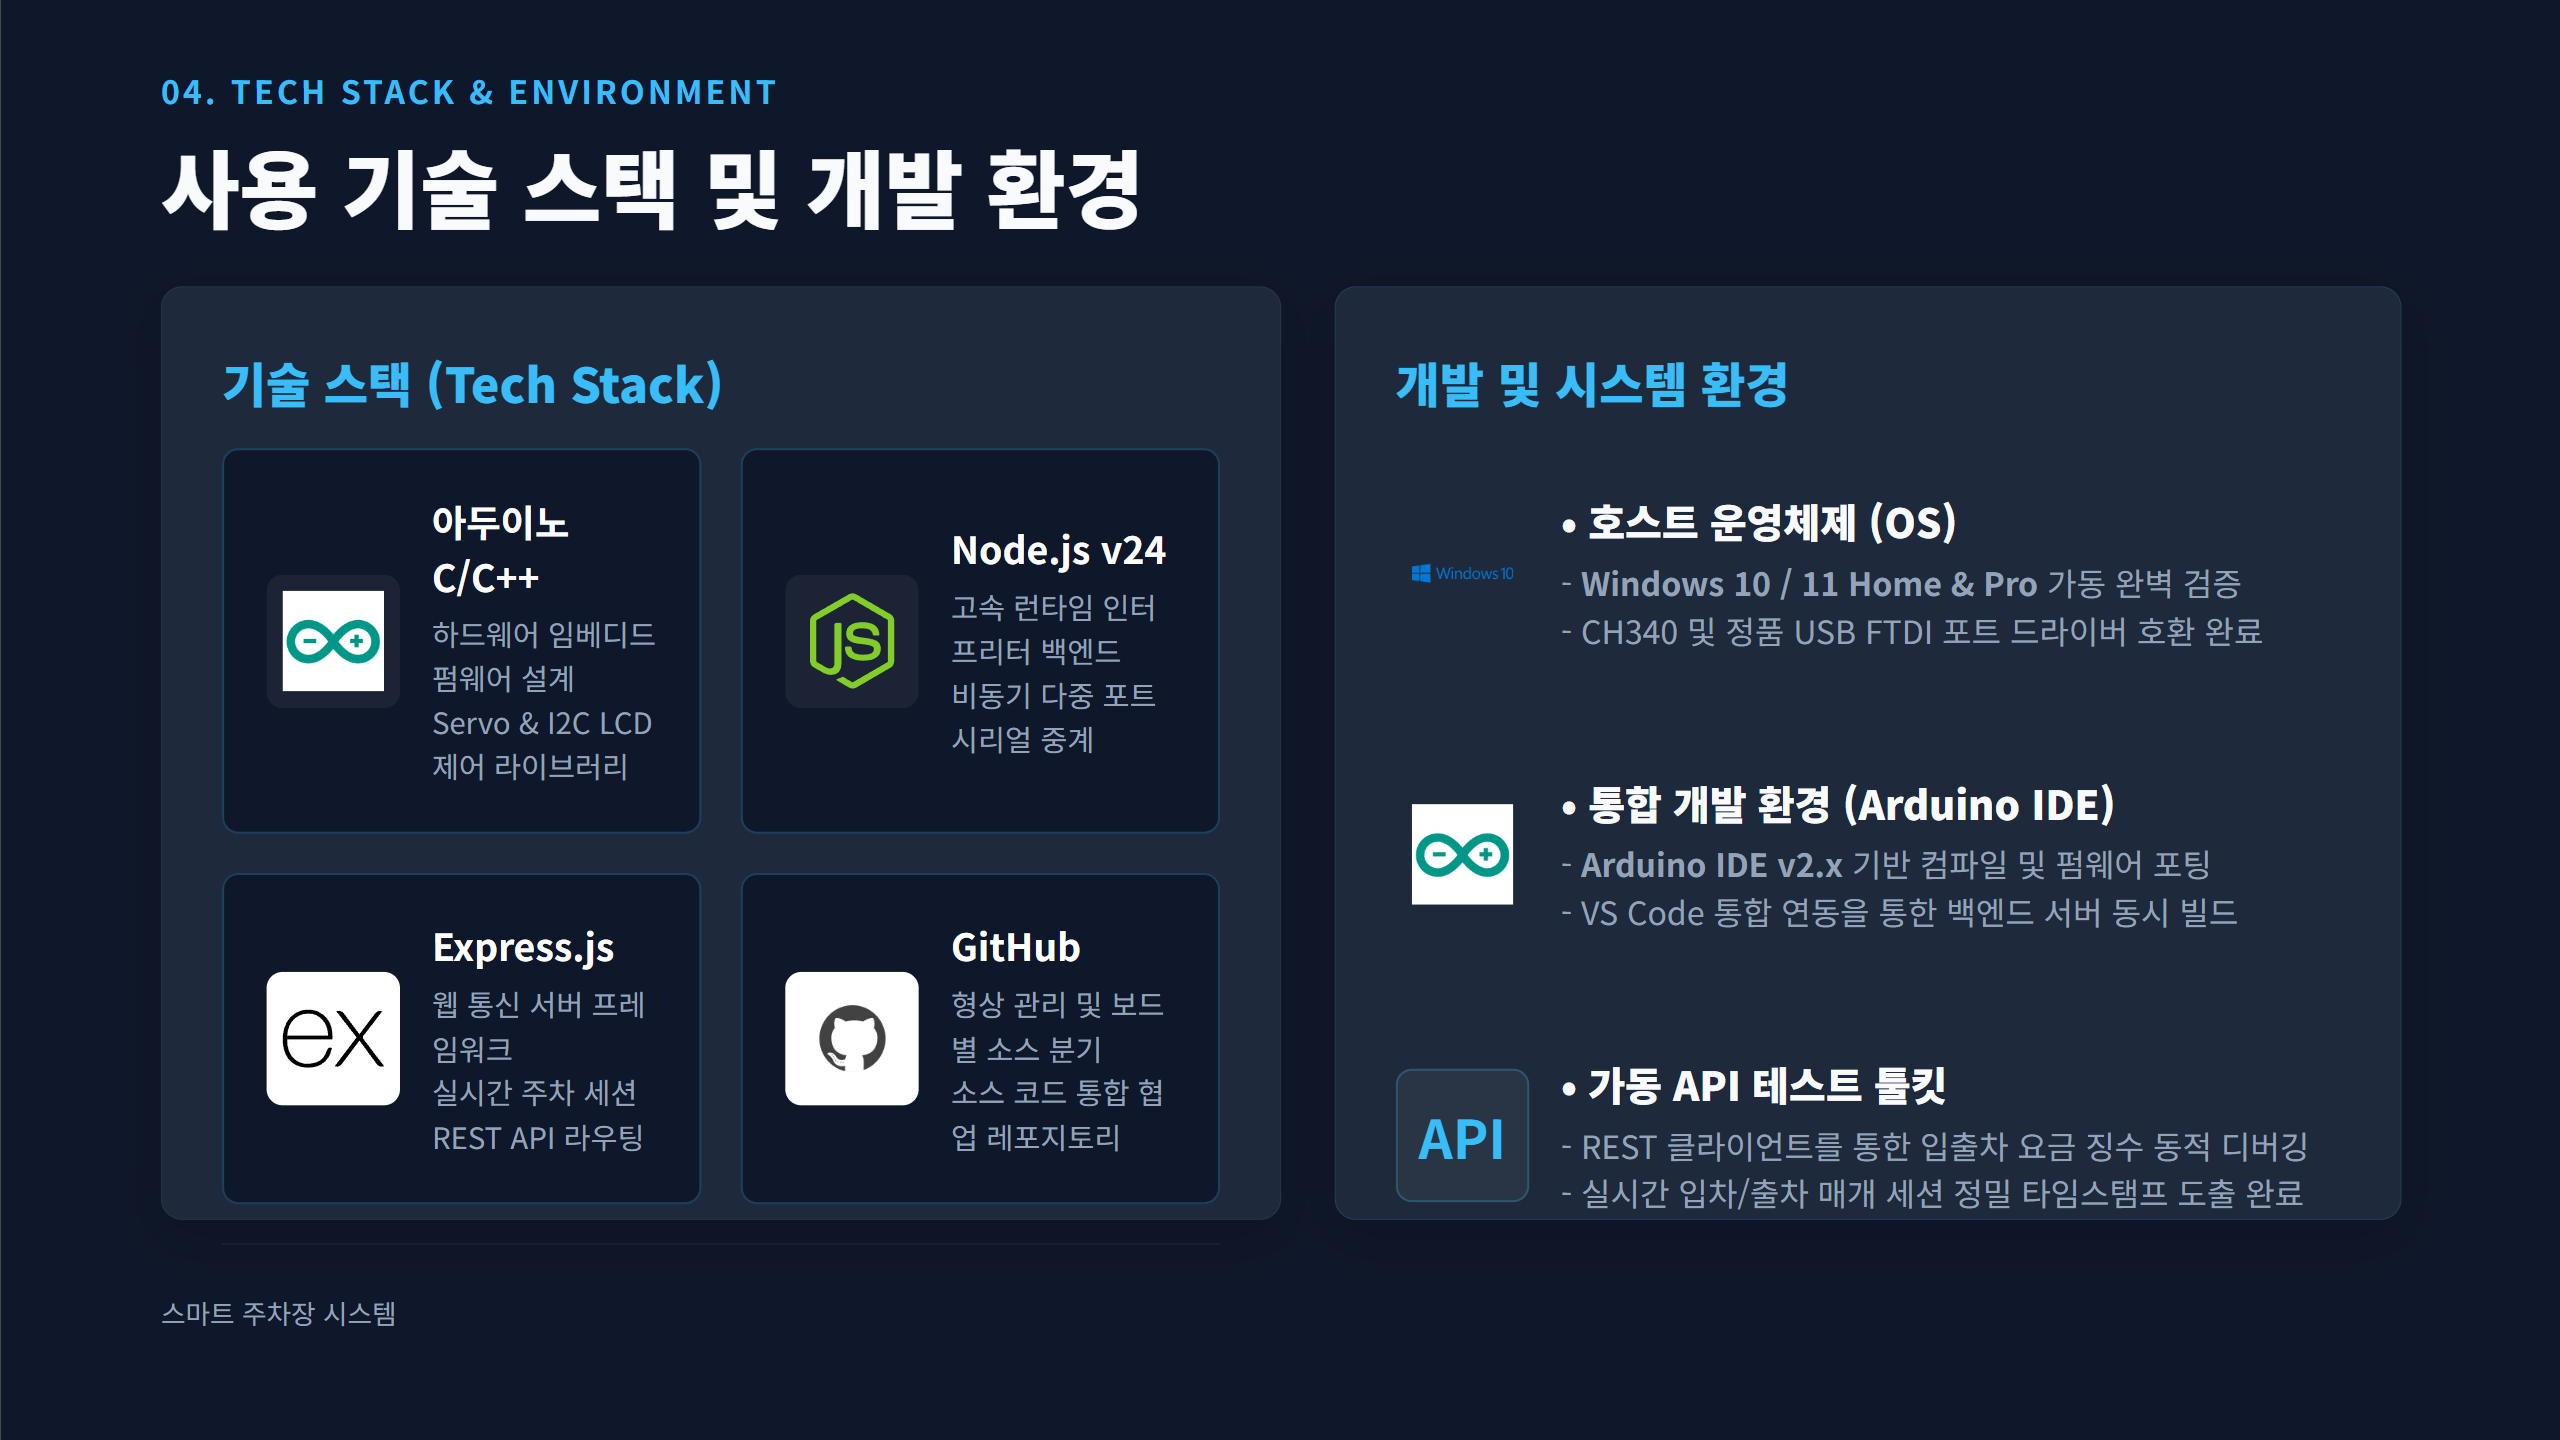 04. TECH STACK & ENVIRONMENT
사용 기술 스택 및 개발 환경
기술 스택 (Tech Stack)
아두이노
C/C++
하드웨어 임베디드
펌웨어 설계
Servo & I2C LCD
제어 라이브러리
JS
Node.js v24
고속 런타임 인터
프리터 백엔드
비동기 다중 포트
시리얼 중계
ex
Express.js
웹 통신 서버 프레
임워크
실시간 주차 세션
REST API 라우팅
GitHub
형상 관리 및 보드
별 소스 분기
소스 코드 통합 협
업 레포지토리
개발 및 시스템 환경
Windows 10
• 호스트 운영체제 (OS)
- Windows 10 / 11 Home & Pro 가동 완벽 검증
- CH340 및 정품 USB FTDI 포트 드라이버 호환 완료
• 통합 개발 환경 (Arduino IDE)
- Arduino IDE v2.x 기반 컴파일 및 펌웨어 포팅
- VS Code 통합 연동을 통한 백엔드 서버 동시 빌드
API
• 가동 API 테스트 툴킷
- REST 클라이언트를 통한 입출차 요금 징수 동적 디버깅
- 실시간 입차/출차 매개 세션 정밀 타임스탬프 도출 완료
스마트 주차장 시스템